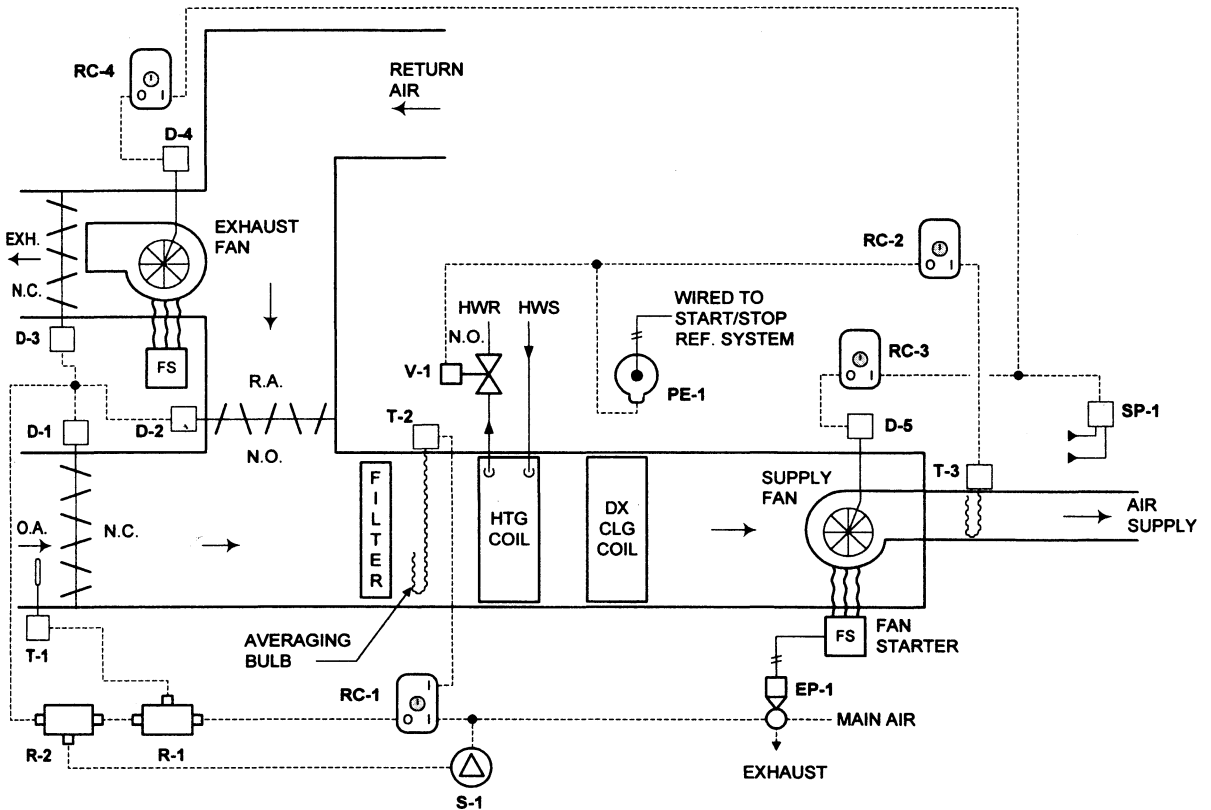 RC-4
O I
D-4
RETURN
AIR
EXHAUST
FAN
EXH.
N.C.
D-3
FS
RC-2
O I
HWR HWS
N.O.
WIRED TO
START/STOP
REF. SYSTEM
V-1
PE-1
RC-3
O I
SP-1
R.A.
D-1
D-2
N.O.
T-2
D-5
T-3
SUPPLY
FAN
FILTER
HTG
COIL
DX
CLG
COIL
AIR
SUPPLY
O.A.
N.C.
T-1
AVERAGING
BULB
FS
FAN
STARTER
RC-1
I
O I
EP-1
MAIN AIR
R-2
R-1
S-1
EXHAUST